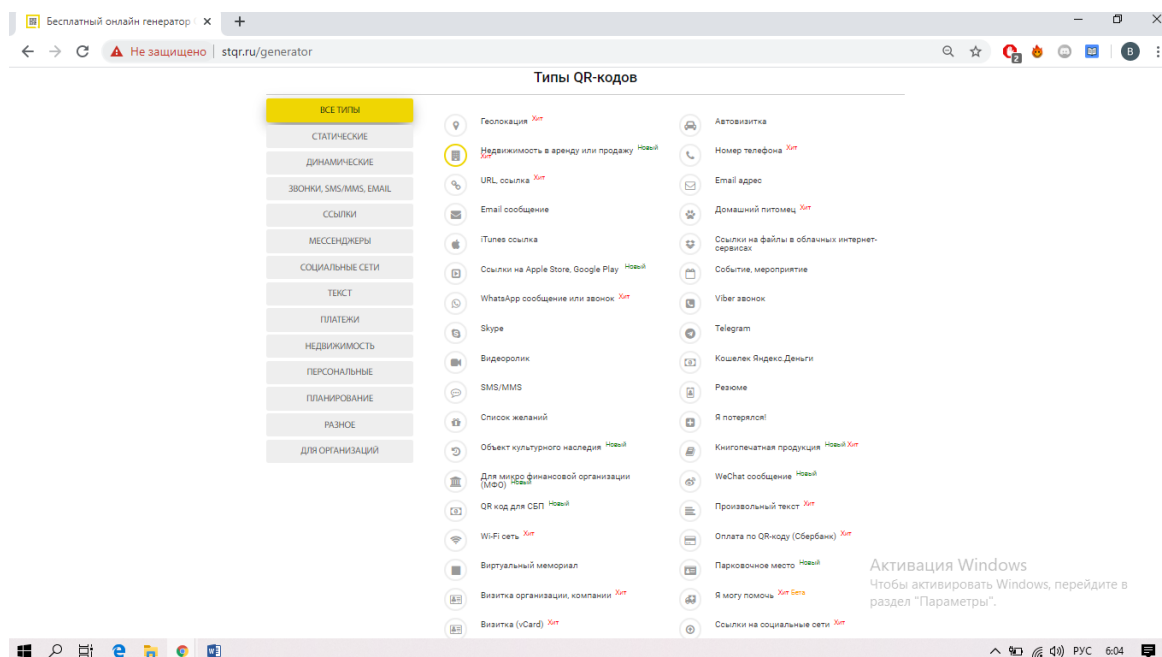 Бесплатный онлайн генератор
Не защищено
stqr.ru/generator
2
B
Типы QR-кодов
ВСЕ ТИПЫ
СТАТИЧЕСКИЕ
ДИНАМИЧЕСКИЕ
ЗВОНКИ, SMS/MMS, EMAIL
ССЫЛКИ
МЕССЕНДЖЕРЫ
СОЦИАЛЬНЫЕ СЕТИ
ТЕКСТ
ПЛАТЕЖИ
НЕДВИЖИМОСТЬ
ПЕРСОНАЛЬНЫЕ
ПЛАНИРОВАНИЕ
РАЗНОЕ
ДЛЯ ОРГАНИЗАЦИЙ
Геолокация Хит
Недвижимость в аренду или продажу Новый
Хит
URL, ссылка Хит
Email сообщение
iTunes ссылка
Ссылки на Apple Store, Google Play Новый
WhatsApp сообщение или звонок Хит
Skype
Видеоролик
SMS/MMS
Список желаний
Объект культурного наследия Новый
Для микро финансовой организации
(МФО) Новый
QR код для СБП Новый
Wi-Fi сеть Хит
Виртуальный мемориал
Визитка организации, компании Хит
Визитка (vCard) Хит
Автовизитка
Номер телефона Хит
Email адрес
Домашний питомец Хит
Ссылки на файлы в облачных интернет-
сервисах
Событие, мероприятие
Viber звонок
Telegram
Кошелек Яндекс.Деньги
Резюме
Я потерялся!
Книгопечатная продукция Новый Хит
WeChat сообщение Новый
Произвольный текст Хит
Оплата по QR-коду (Сбербанк) Хит
Парковочное место Новый
Я могу помочь Хит Бета
Ссылки на социальные сети Хит
Активация Windows
Чтобы активировать Windows, перейдите в
раздел "Параметры".
РУС
6:04